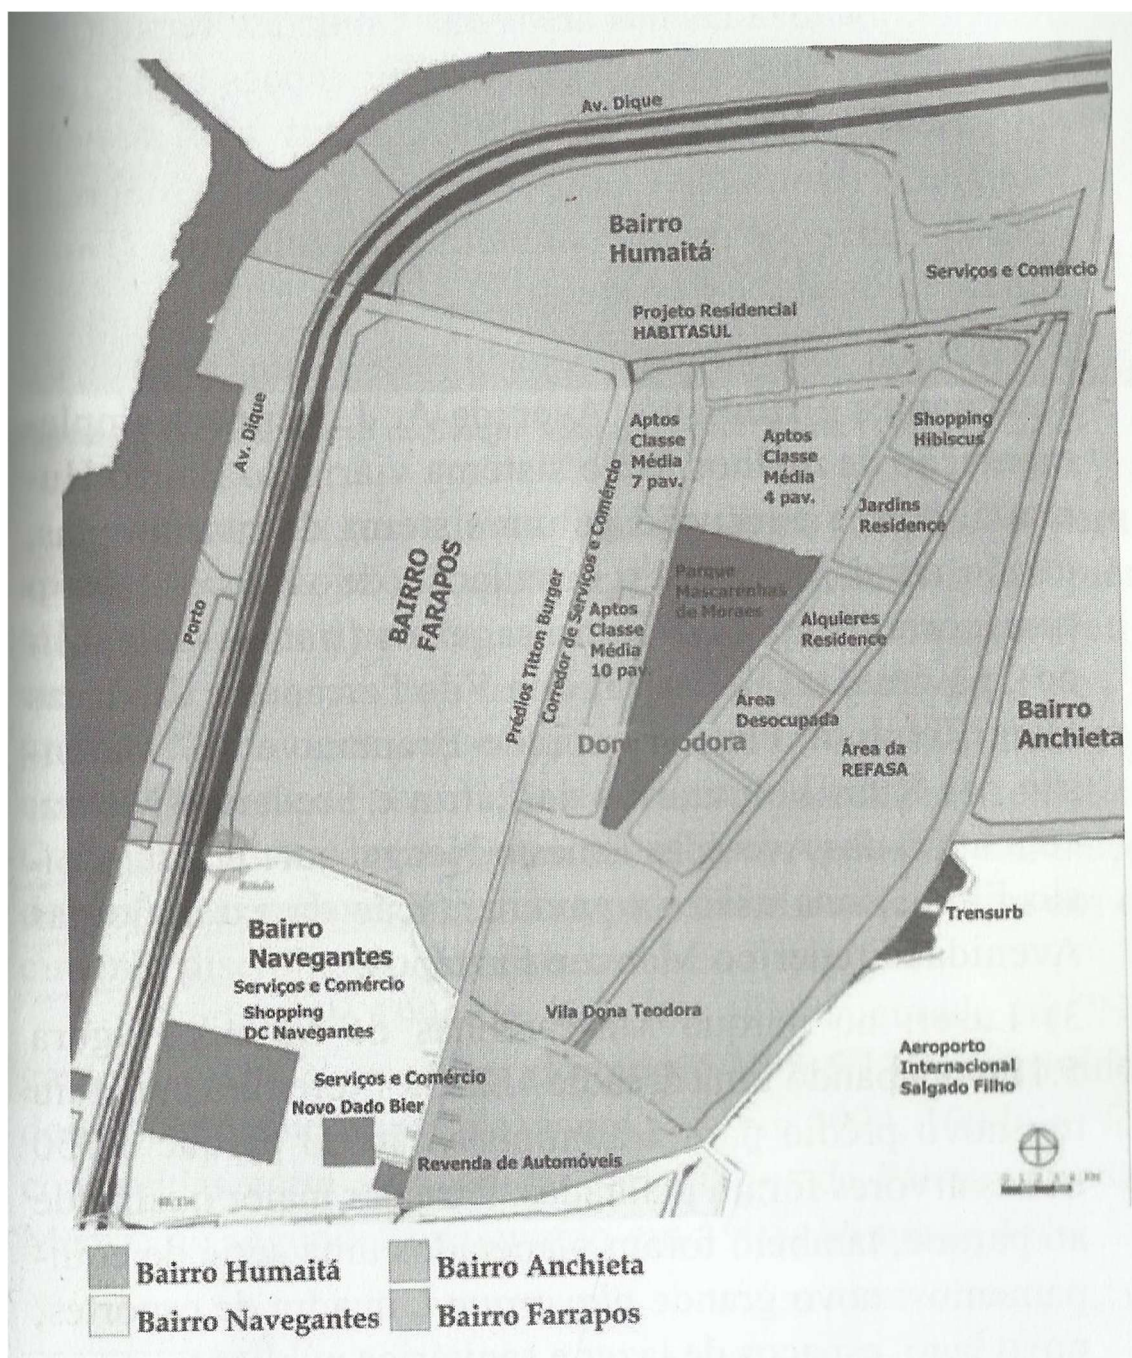 Av. Dique
Bairro
Humaitá
Serviços e Comércio
Projeto Residencial
HABITASUL
Av. Dique
Aptos
Classe
Média
7 pav.
Aptos
Classe
Média
4 pav.
Shopping
Hibiscus
Jardins
Residence
BAIRRO
FARAPOS
Prédios Titton Burger
Corredor de Serviços e Comércio
Parque
Mascarenhas
de Moraes
Porto
Aptos
Classe
Média
10 pav.
Alquieres
Residence
Área
Desocupada
Dona Teodora
Área da
REFASA
Bairro
Anchieta
Bairro
Navegantes
Serviços e Comércio
Shopping
DC Navegantes
Trensurb
Vila Dona Teodora
Serviços e Comércio
Novo Dado Bier
Aeroporto
Internacional
Salgado Filho
Revenda de Automóveis
Bairro Humaitá
Bairro Anchieta
Bairro Navegantes
Bairro Farrapos